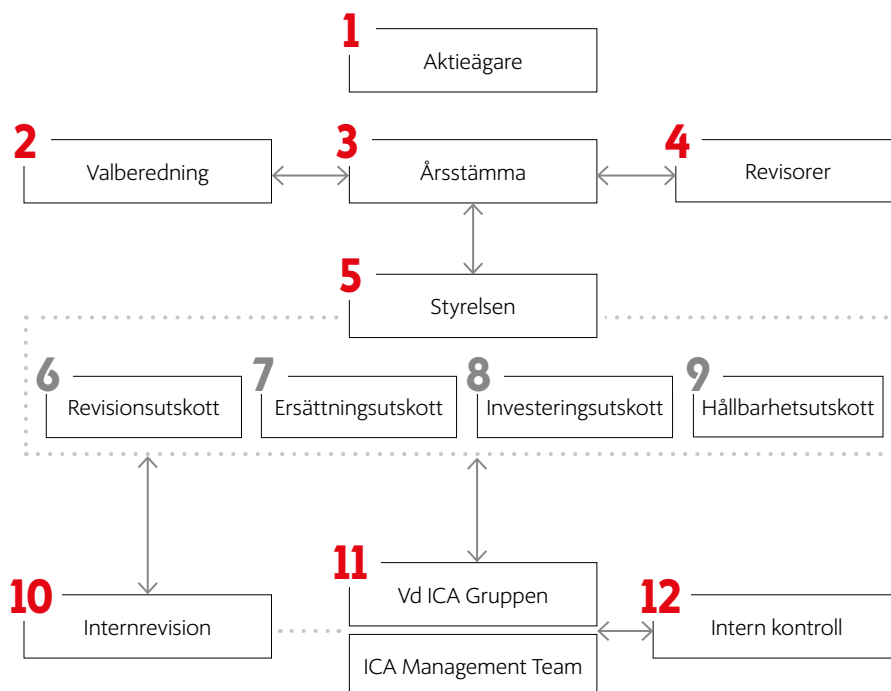 1
Aktieägare
2
Valberedning
3
Årsstämma
4
Revisorer
5
Styrelsen
6
Revisionsutskott
7
Ersättningsutskott
8
Investeringsutskott
9
Hållbarhetsutskott
10
Internrevision
11
Vd ICA Gruppen
ICA Management Team
12
Intern kontroll